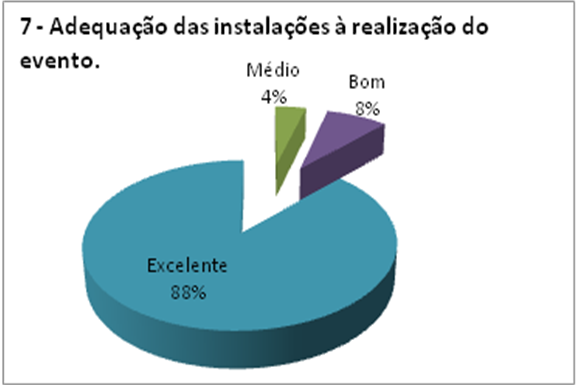 7 - Adequação das instalações à realização do
evento.
Médio
4%
Bom
8%
Excelente
88%